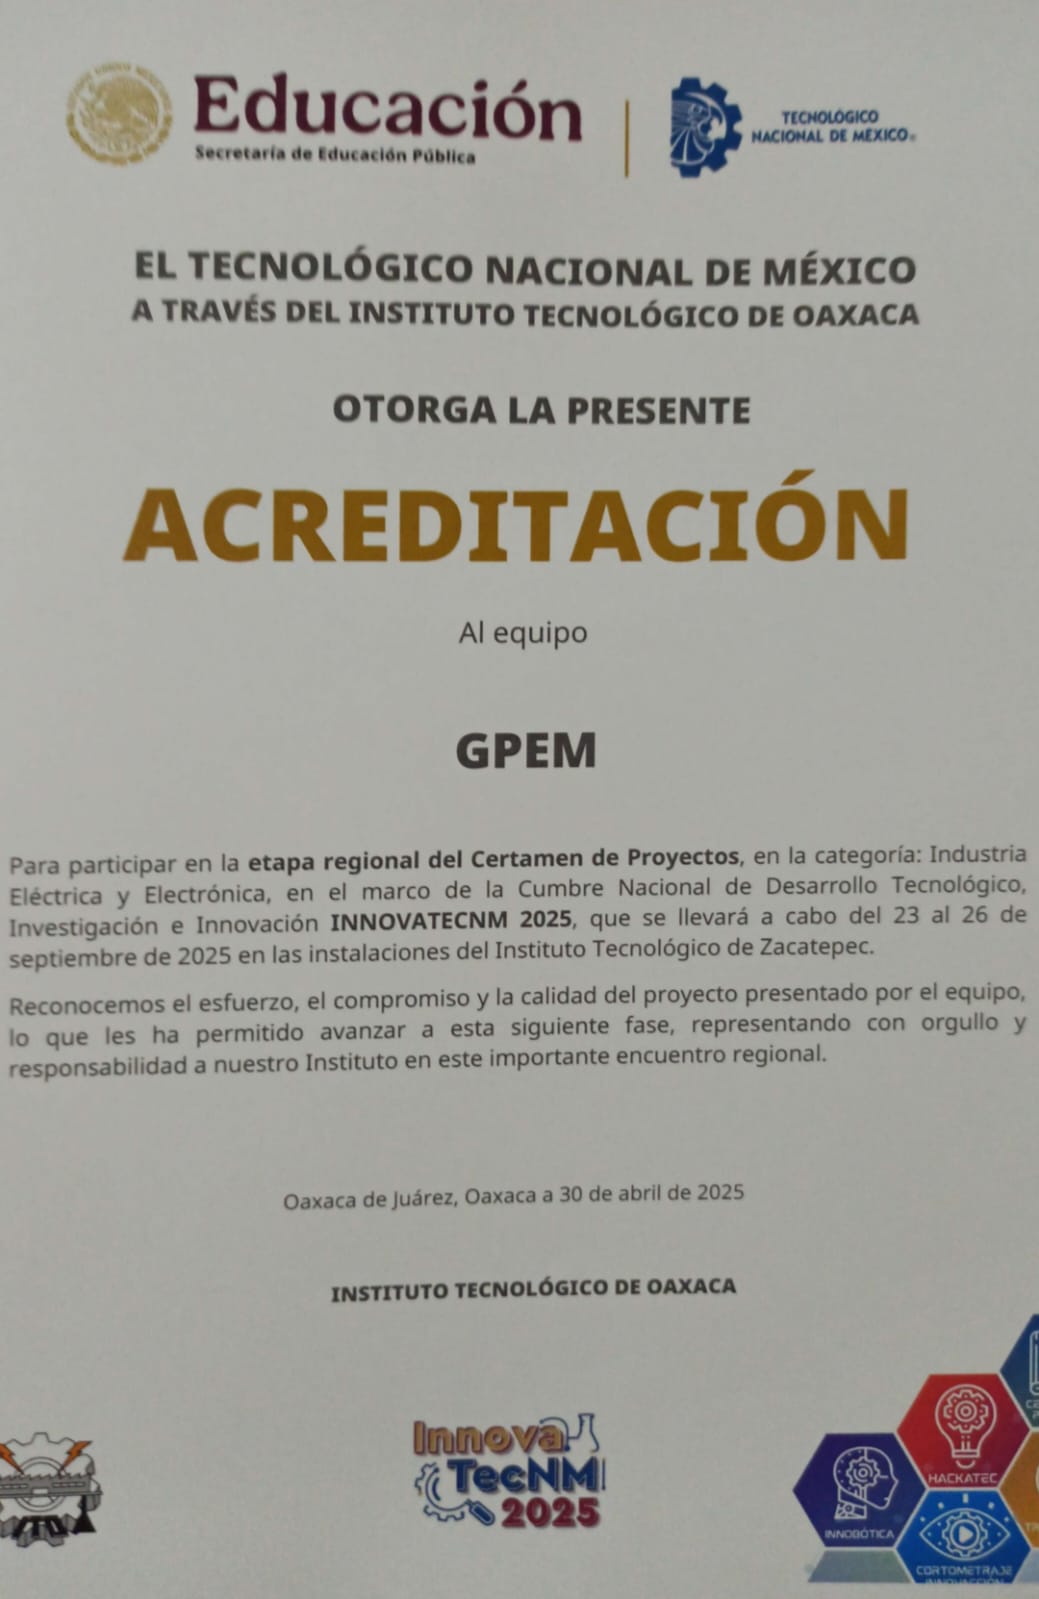 Educación
Secretaría de Educación Pública
TECNOLÓGICO
NACIONAL DE MÉXICO®
EL TECNOLÓGICO NACIONAL DE MÉXICO
A TRAVÉS DEL INSTITUTO TECNOLÓGICO DE OAXACA
OTORGA LA PRESENTE
ACREDITACIÓN
Al equipo
GPEM
Para participar en la etapa regional del Certamen de Proyectos, en la categoría: Industria
Eléctrica y Electrónica, en el marco de la Cumbre Nacional de Desarrollo Tecnológico,
Investigación e Innovación INNOVATECNM 2025, que se llevará a cabo del 23 al 26 de
septiembre de 2025 en las instalaciones del Instituto Tecnológico de Zacatepec.
Reconocemos el esfuerzo, el compromiso y la calidad del proyecto presentado por el equipo,
lo que les ha permitido avanzar a esta siguiente fase, representando con orgullo y
responsabilidad a nuestro Instituto en este importante encuentro regional.
Oaxaca de Juárez, Oaxaca a 30 de abril de 2025
INSTITUTO TECNOLÓGICO DE OAXACA
ITO
Innova
TecNM
2025
HACKATEC
INNOBÓTICA
CORTOMETRAJE